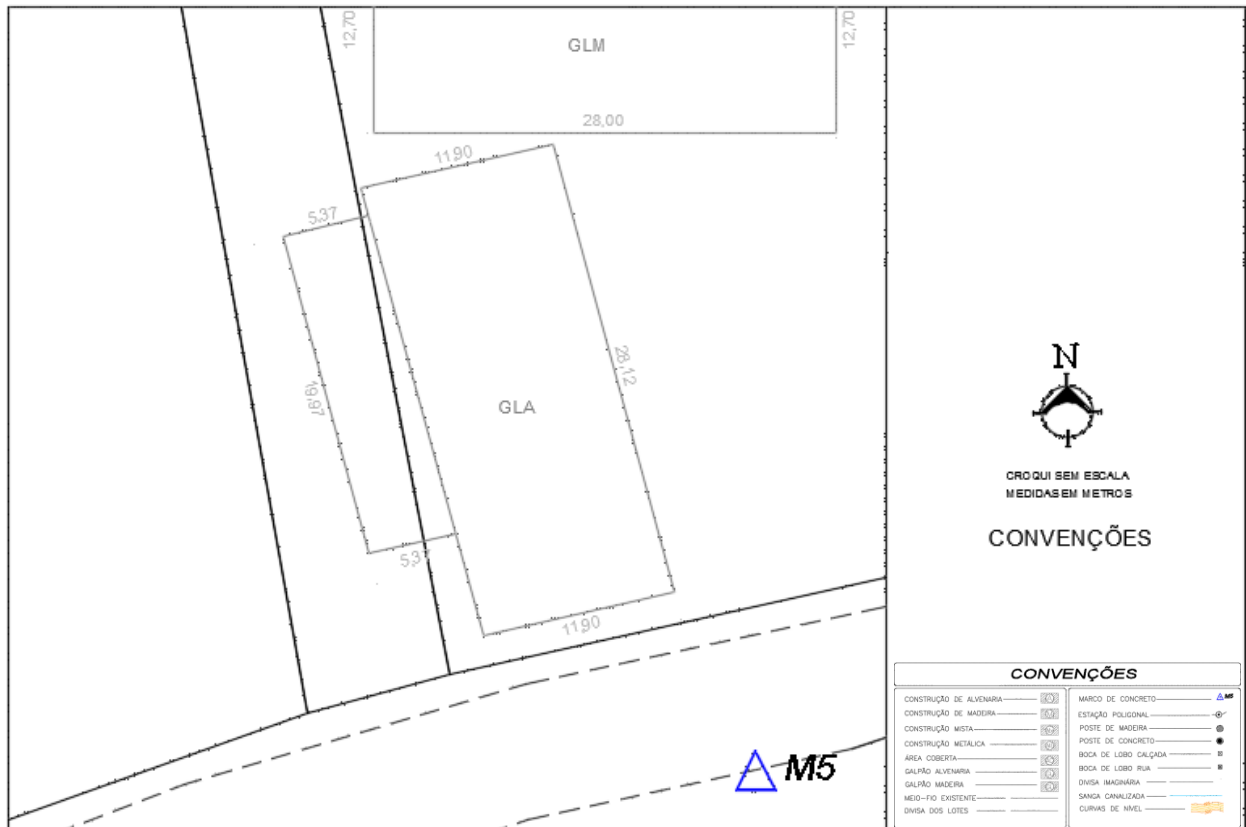 12,70
GLM
12,70
28,00
11,90
5,37
28,12
19,97
GLA
5,37
11,90
M5
N
CROQUI SEM ESCALA
MEDIDAS EM METROS
CONVENÇÕES
CONVENÇÕES
CONSTRUÇÃO DE ALVENARIA
CONSTRUÇÃO DE MADEIRA
CONSTRUÇÃO MISTA
CONSTRUÇÃO METÁLICA
ÁREA COBERTA
GALPÃO ALVENARIA
GALPÃO MADEIRA
MEIO-FIO EXISTENTE
DIVISA DOS LOTES
MARCO DE CONCRETO M5
ESTAÇÃO POLIGONAL
POSTE DE MADEIRA
POSTE DE CONCRETO
BOCA DE LOBO CALÇADA
BOCA DE LOBO RUA
DIVISA IMAGINÁRIA
SANGA CANALIZADA
CURVAS DE NÍVEL